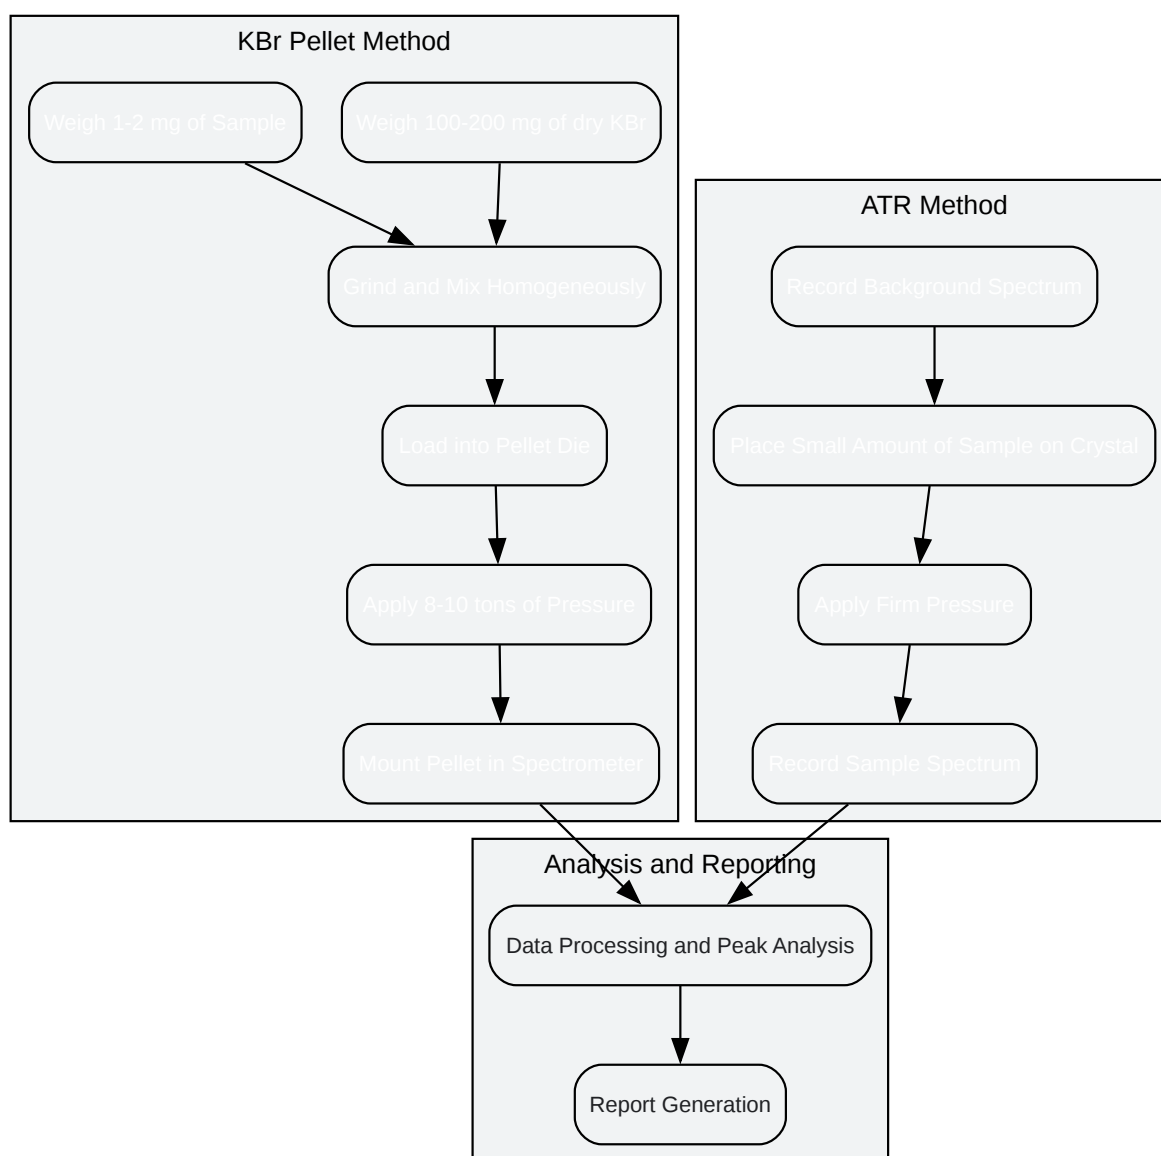 KBr Pellet Method
Weigh 1-2 mg of Sample
Weigh 100-200 mg of dry KBr
Grind and Mix Homogeneously
Load into Pellet Die
Apply 8-10 tons of Pressure
Mount Pellet in Spectrometer
ATR Method
Record Background Spectrum
Place Small Amount of Sample on Crystal
Apply Firm Pressure
Record Sample Spectrum
Analysis and Reporting
Data Processing and Peak Analysis
Report Generation